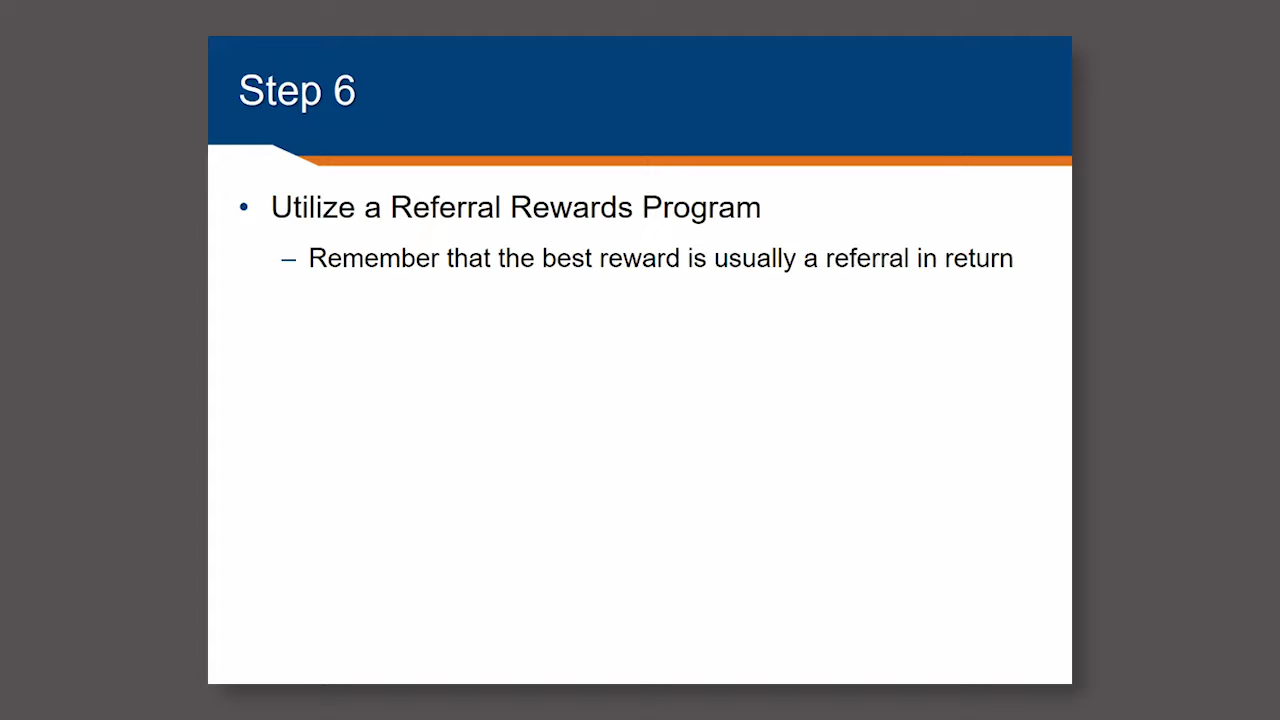 Step 6
• Utilize a Referral Rewards Program
– Remember that the best reward is usually a referral in return